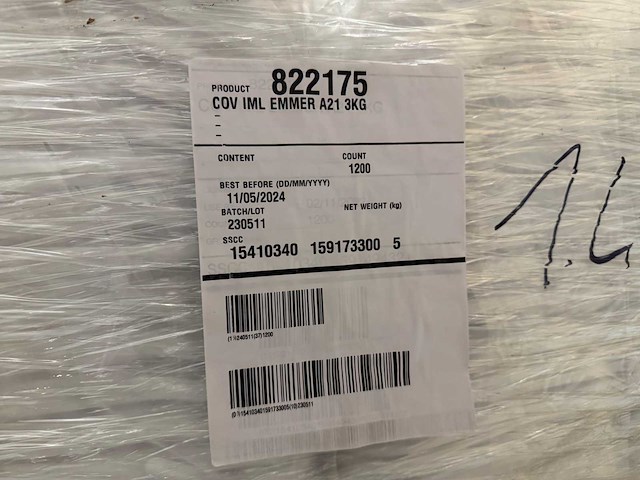 PRODUCT 822175
COV IML EMMER A21 3KG
-
-
-
CONTENT COUNT
1200
BEST BEFORE (DD/MM/YYYY)
11/05/2024
BATCH/LOT NET WEIGHT (kg)
230511
SSCC
15410340 159173300 5